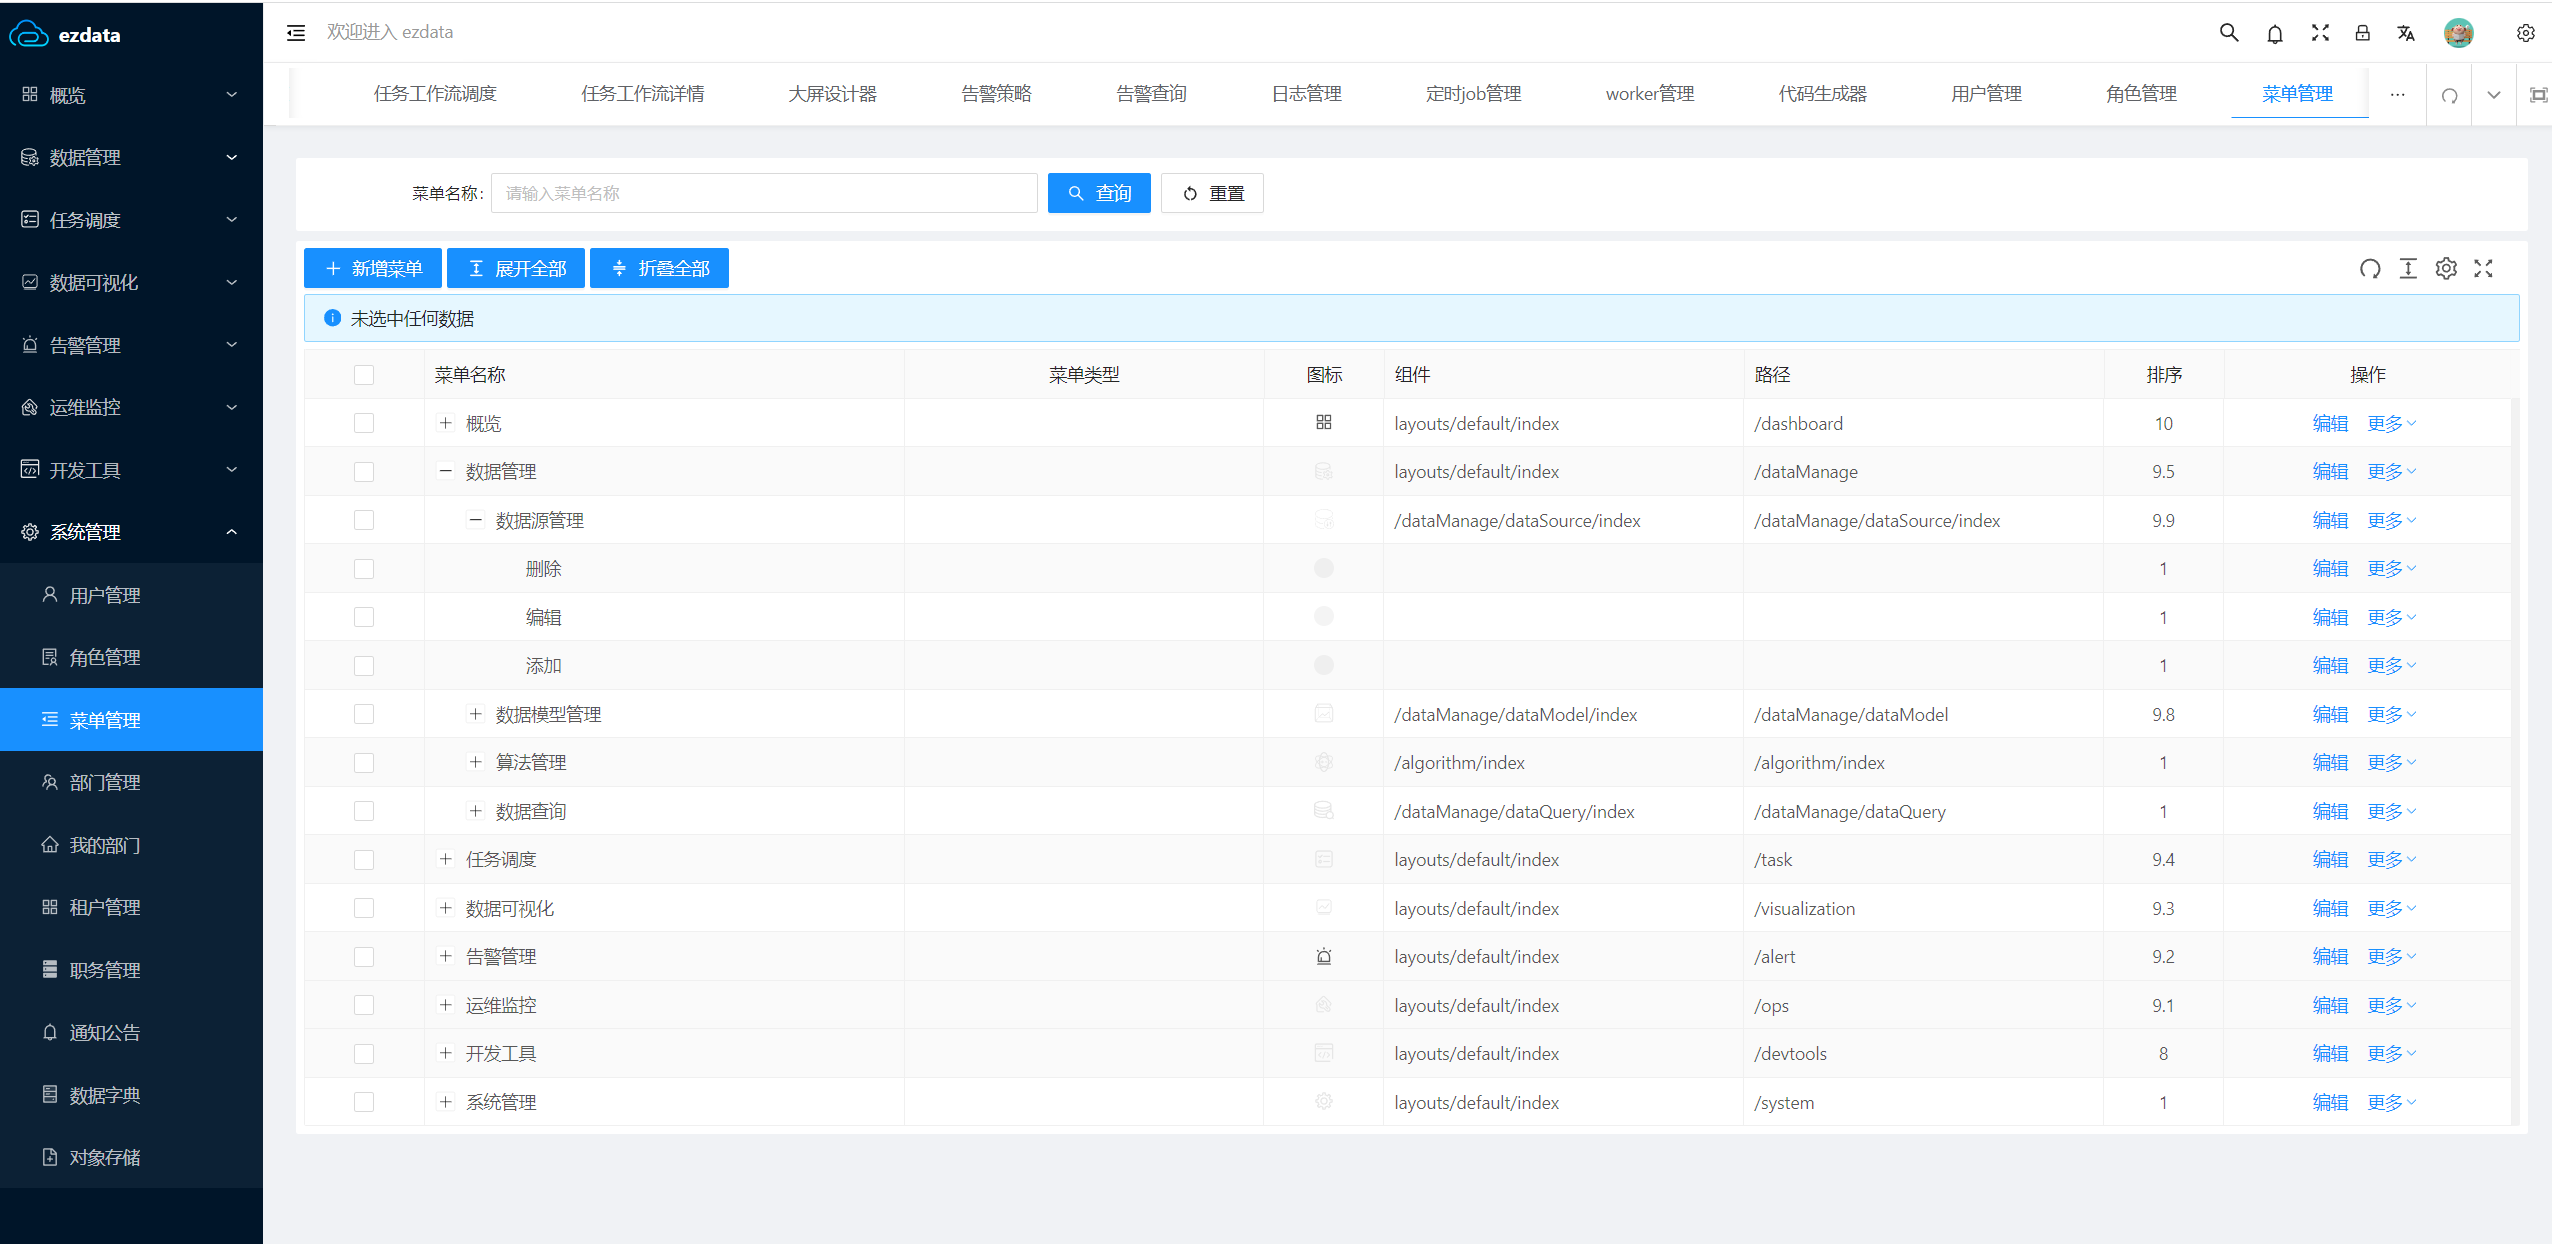 ezdata
概览
数据管理
任务调度
数据可视化
告警管理
运维监控
开发工具
系统管理
用户管理
角色管理
菜单管理
部门管理
我的部门
租户管理
职务管理
通知公告
数据字典
对象存储
欢迎进入 ezdata
任务工作流调度 任务工作流详情 大屏设计器 告警策略 告警查询 日志管理 定时job管理 worker管理 代码生成器 用户管理 角色管理 菜单管理 ...
菜单名称: 请输入菜单名称 查询 重置
新增菜单 展开全部 折叠全部
未选中任何数据
菜单名称 菜单类型 图标 组件 路径 排序 操作
概览 layouts/default/index /dashboard 10 编辑 更多
数据管理 layouts/default/index /dataManage 9.5 编辑 更多
数据源管理 /dataManage/dataSource/index /dataManage/dataSource/index 9.9 编辑 更多
删除 1 编辑 更多
编辑 1 编辑 更多
添加 1 编辑 更多
数据模型管理 /dataManage/dataModel/index /dataManage/dataModel 9.8 编辑 更多
算法管理 /algorithm/index /algorithm/index 1 编辑 更多
数据查询 /dataManage/dataQuery/index /dataManage/dataQuery 1 编辑 更多
任务调度 layouts/default/index /task 9.4 编辑 更多
数据可视化 layouts/default/index /visualization 9.3 编辑 更多
告警管理 layouts/default/index /alert 9.2 编辑 更多
运维监控 layouts/default/index /ops 9.1 编辑 更多
开发工具 layouts/default/index /devtools 8 编辑 更多
系统管理 layouts/default/index /system 1 编辑 更多